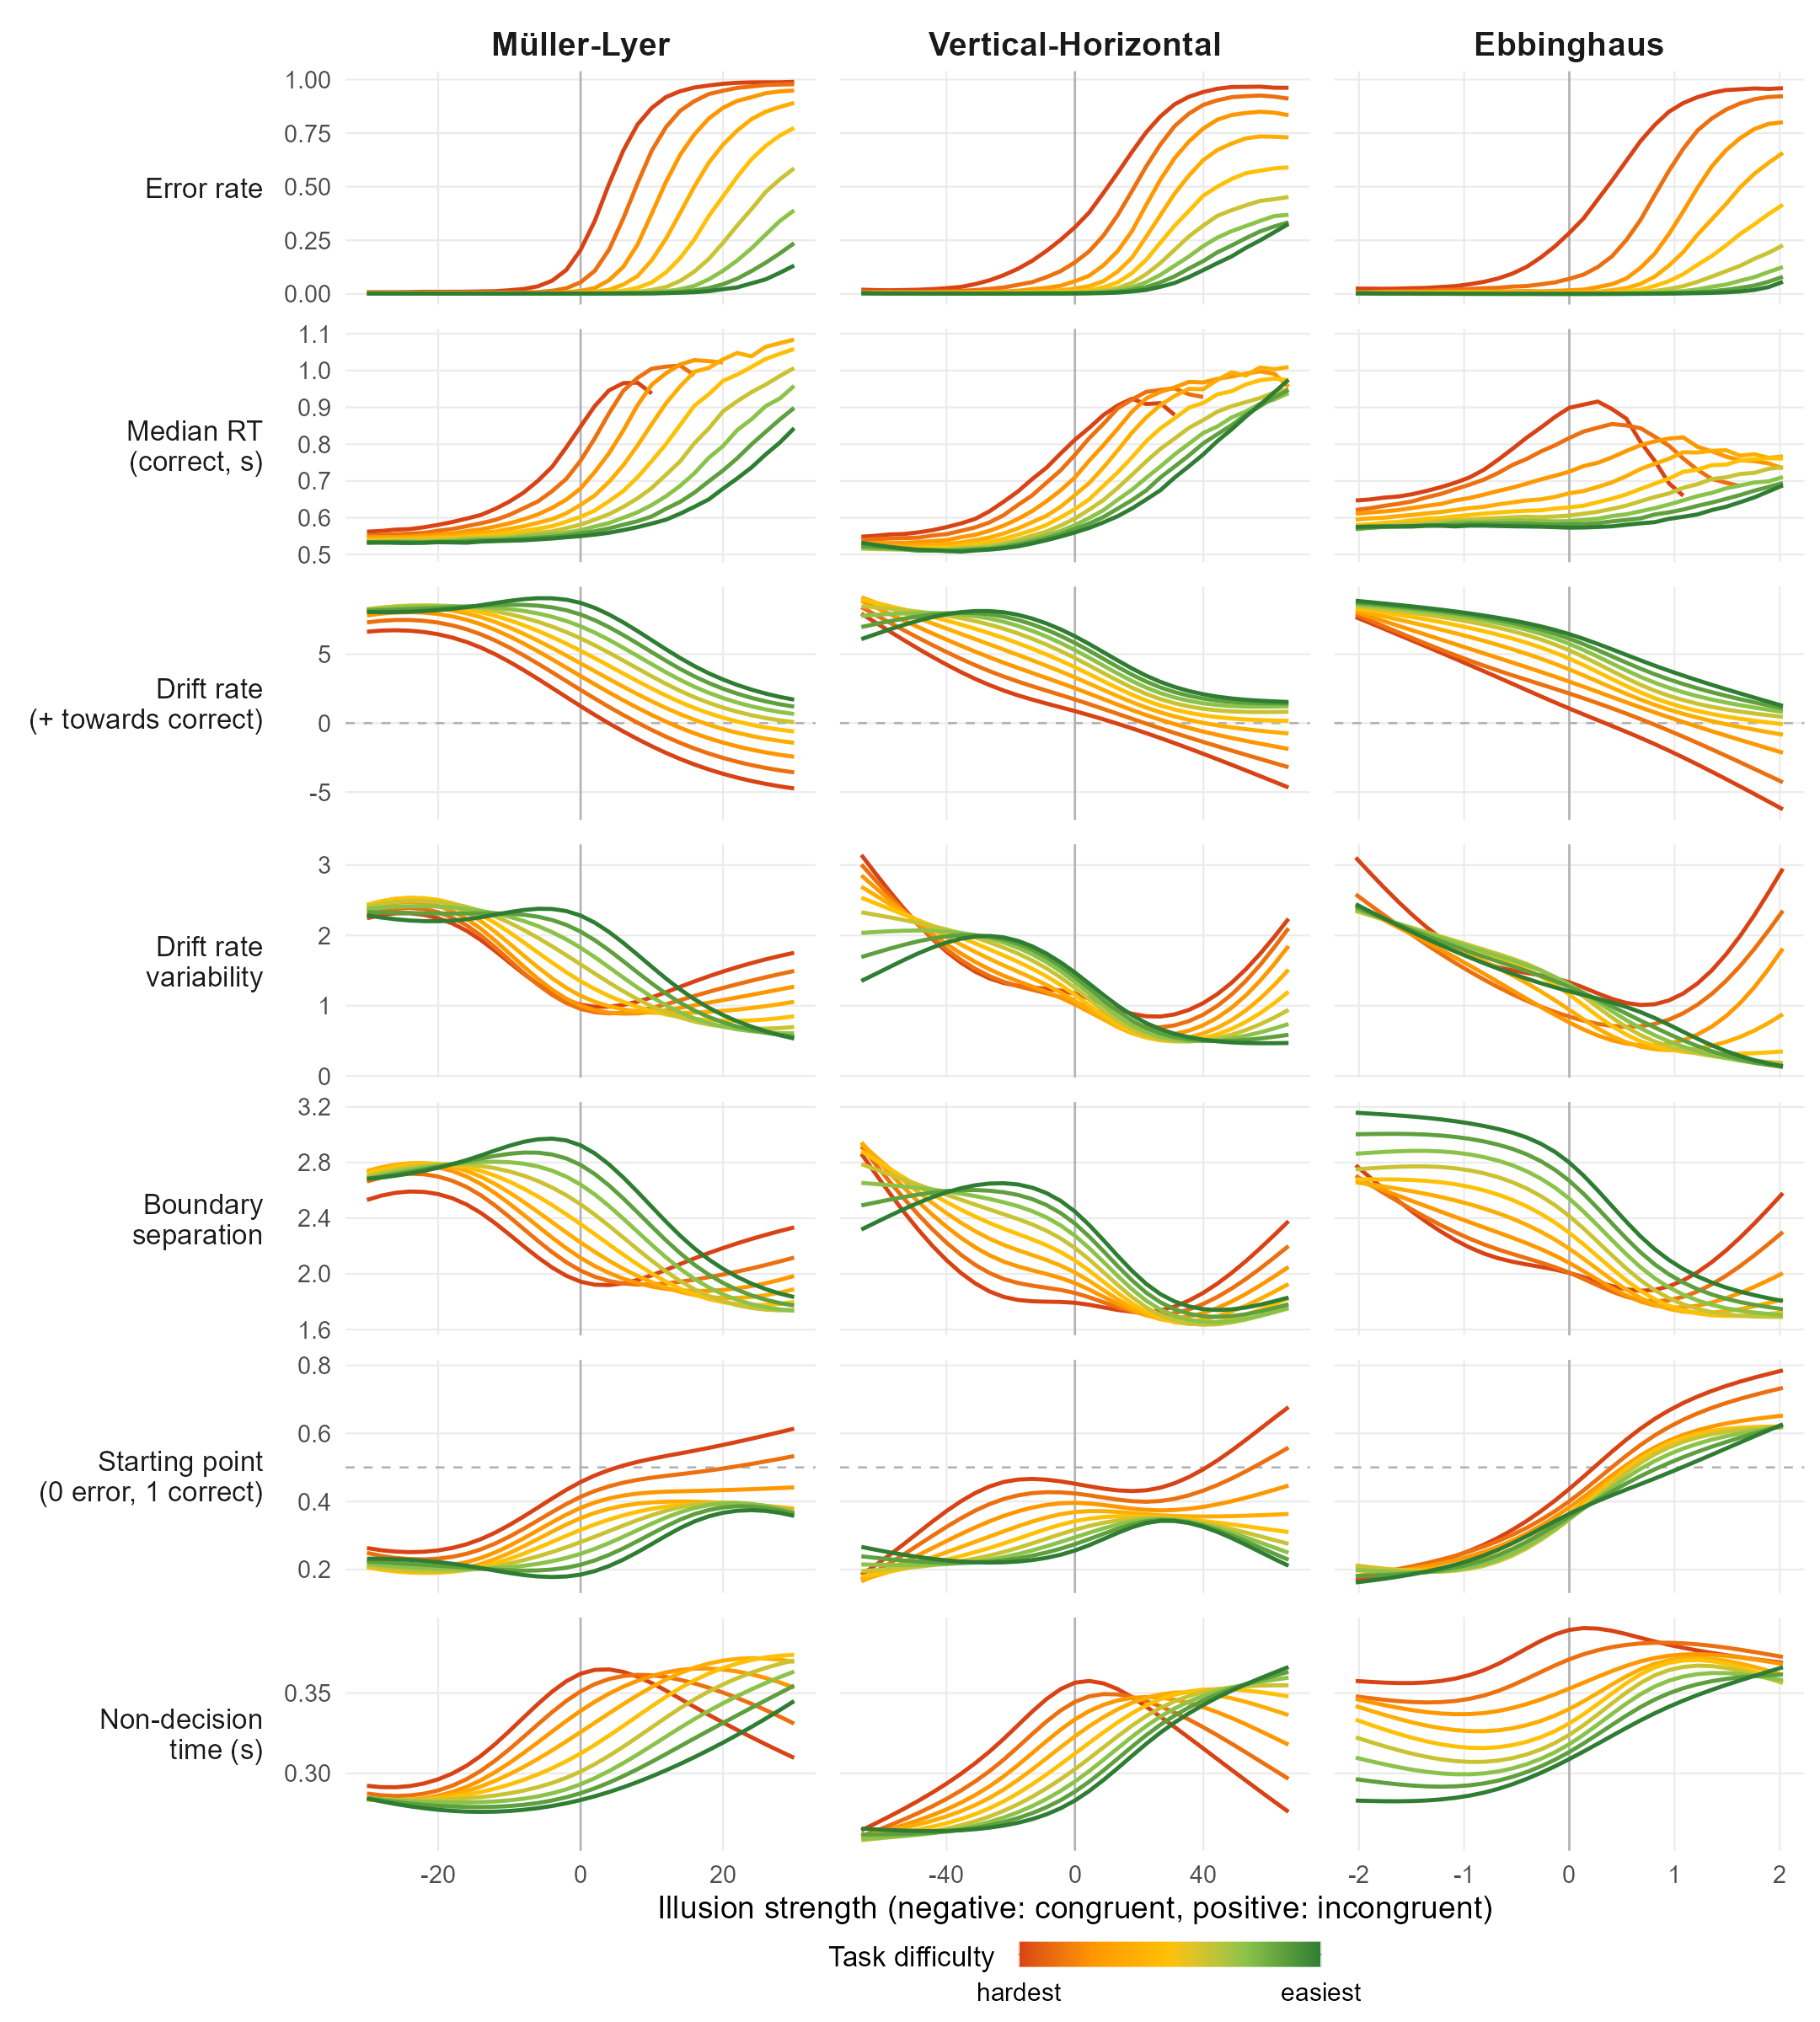 Müller-Lyer Vertical-Horizontal Ebbinghaus
Error rate
1.00
0.75
0.50
0.25
0.00
Median RT
(correct, s)
1.1
1.0
0.9
0.8
0.7
0.6
0.5
Drift rate
(+ towards correct)
5
0
-5
Drift rate
variability
3
2
1
0
Boundary
separation
3.2
2.8
2.4
2.0
1.6
Starting point
(0 error, 1 correct)
0.8
0.6
0.4
0.2
Non-decision
time (s)
0.35
0.30
-20 0 20 -40 0 40 -2 -1 0 1 2
Illusion strength (negative: congruent, positive: incongruent)
Task difficulty
hardest easiest